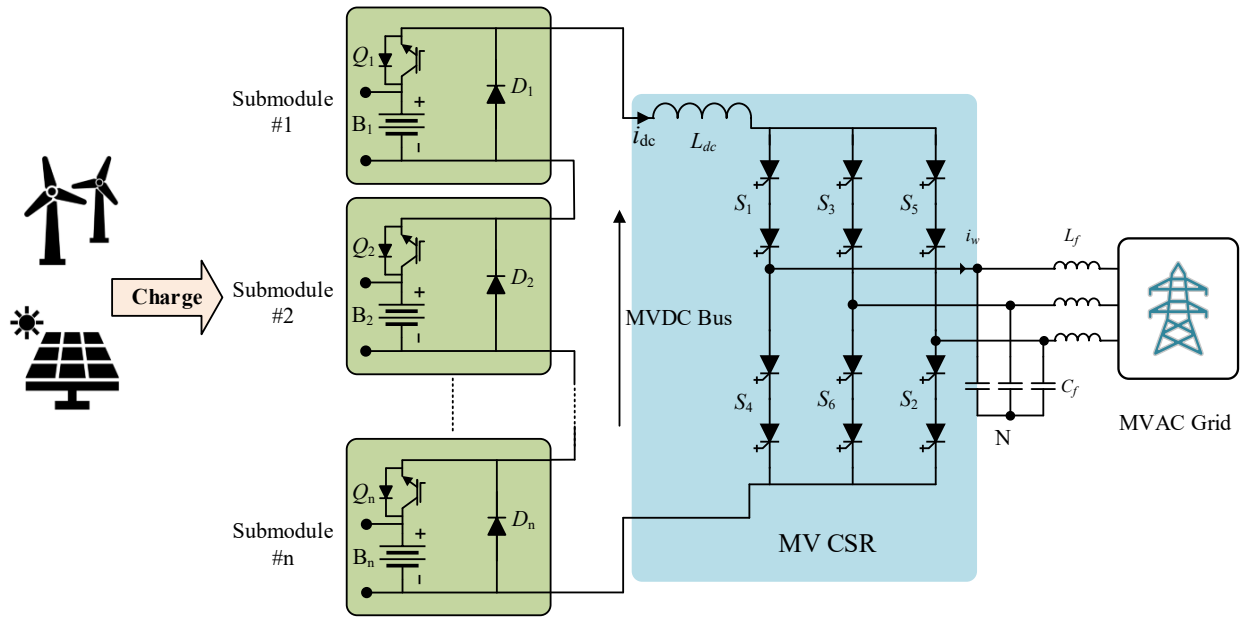 Submodule
#1
Q1
B1
+
-
D1
Charge
Submodule
#2
Q2
B2
+
-
D2
Submodule
#n
Qn
Bn
+
-
Dn
MVDC Bus
idc
Ldc
S1
S3
S5
S4
S6
S2
MV CSR
iw
Lf
Cf
N
MVAC Grid